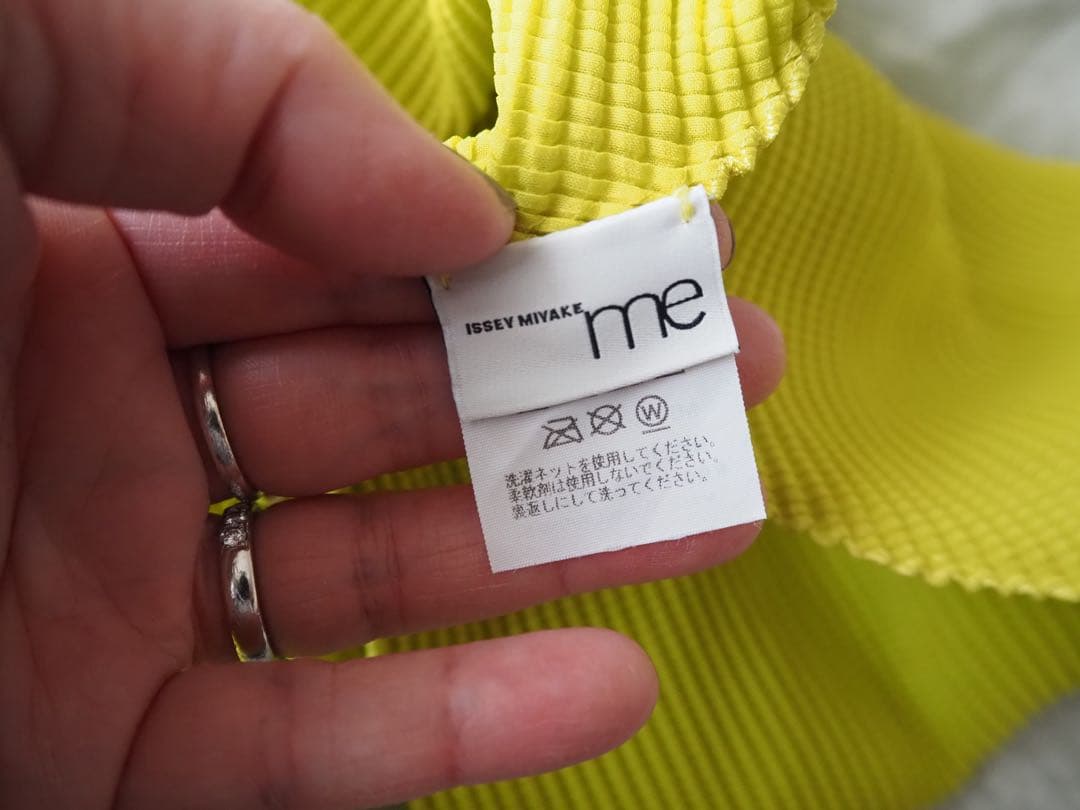 ISSEY MIYAKE me
W
洗濯ネットを使用してください。
柔軟剤は使用しないでください。
裏返しにして洗ってください。